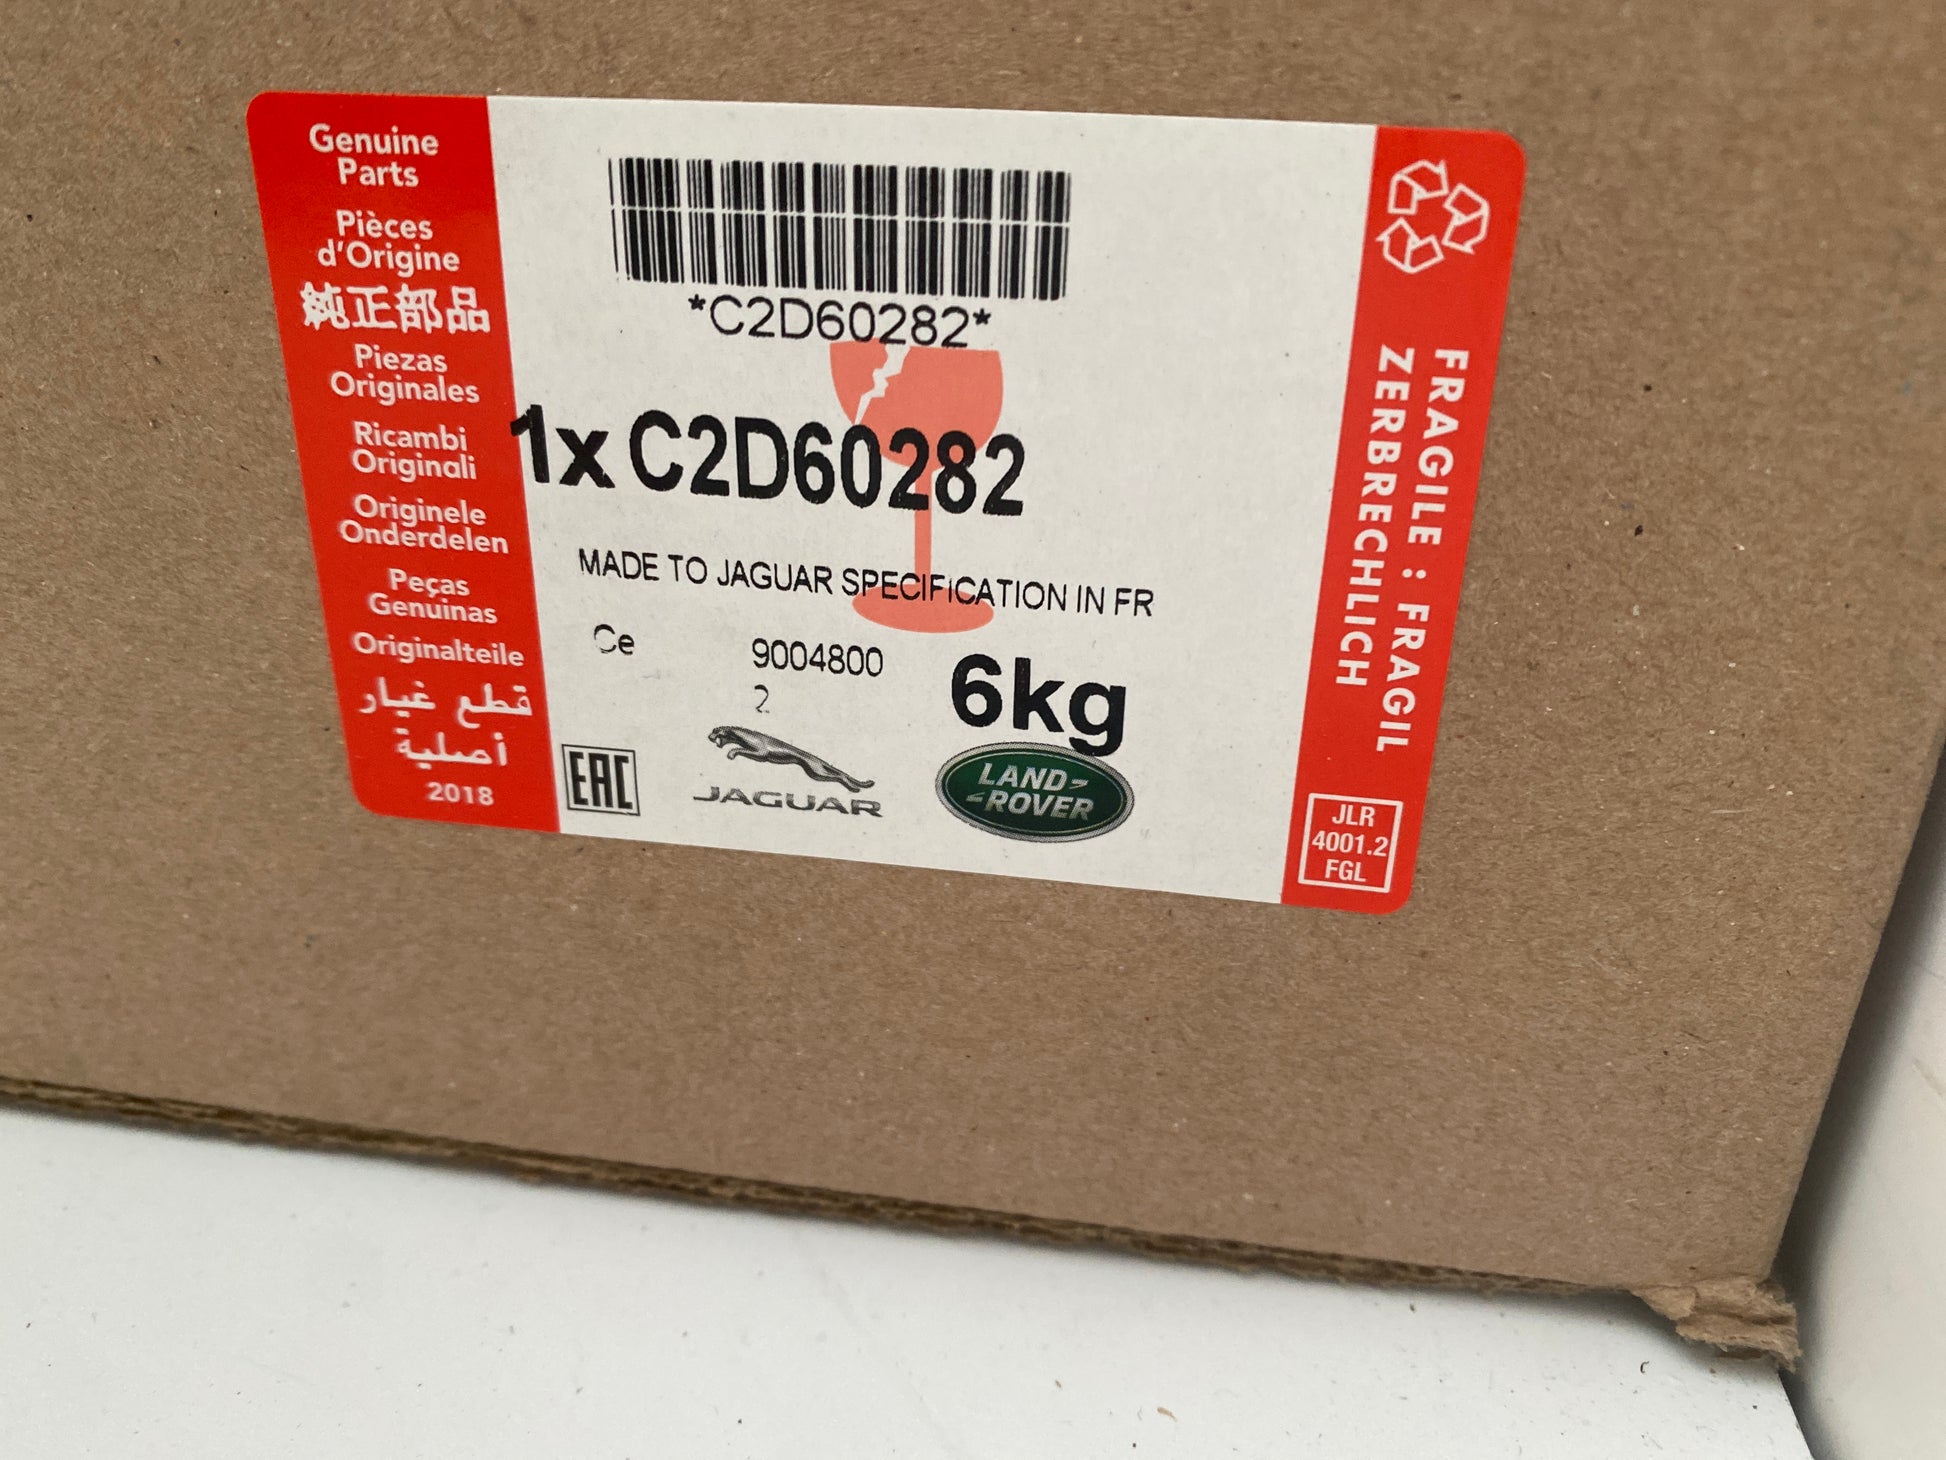 Genuine
Parts
Pièces
d'Origine
純正部品
Piezas
Originales
Ricambi
Originali
Originele
Onderdelen
Peças
Genuinas
Originalteile
قطع غيار
أصلية
2018
*C2D60282*
1x C2D60282
MADE TO JAGUAR SPECIFICATION IN FR
Ce
9004800
2
6kg
EAC
JAGUAR
LAND-
-ROVER
FRAGILE : FRAGIL
ZERBRECHLICH
JLR
4001.2
FGL